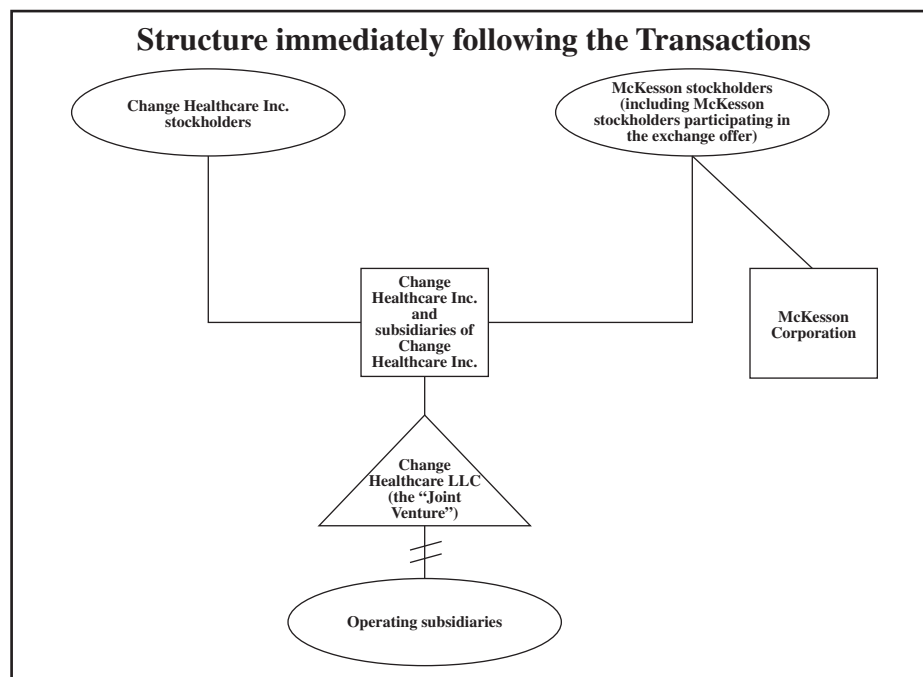 Structure immediately following the Transactions
Change Healthcare Inc.
stockholders
McKesson stockholders
(including McKesson
stockholders participating in
the exchange offer)
Change
Healthcare Inc.
and
subsidiaries of
Change
Healthcare Inc.
McKesson
Corporation
Change
Healthcare LLC
(the “Joint
Venture”)
Operating subsidiaries